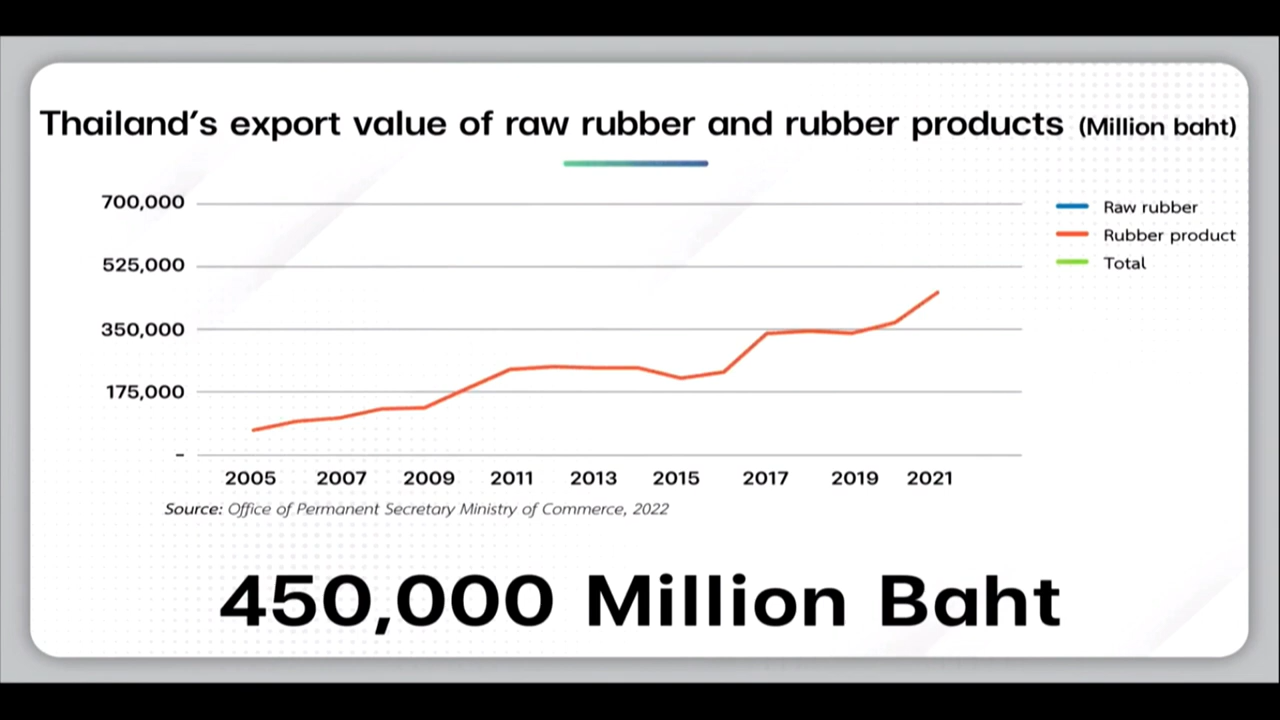 Thailand's export value of raw rubber and rubber products (Million baht)
700,000
525,000
350,000
175,000
-
2005 2007 2009 2011 2013 2015 2017 2019 2021
Raw rubber
Rubber product
Total
Source: Office of Permanent Secretary Ministry of Commerce, 2022
450,000 Million Baht